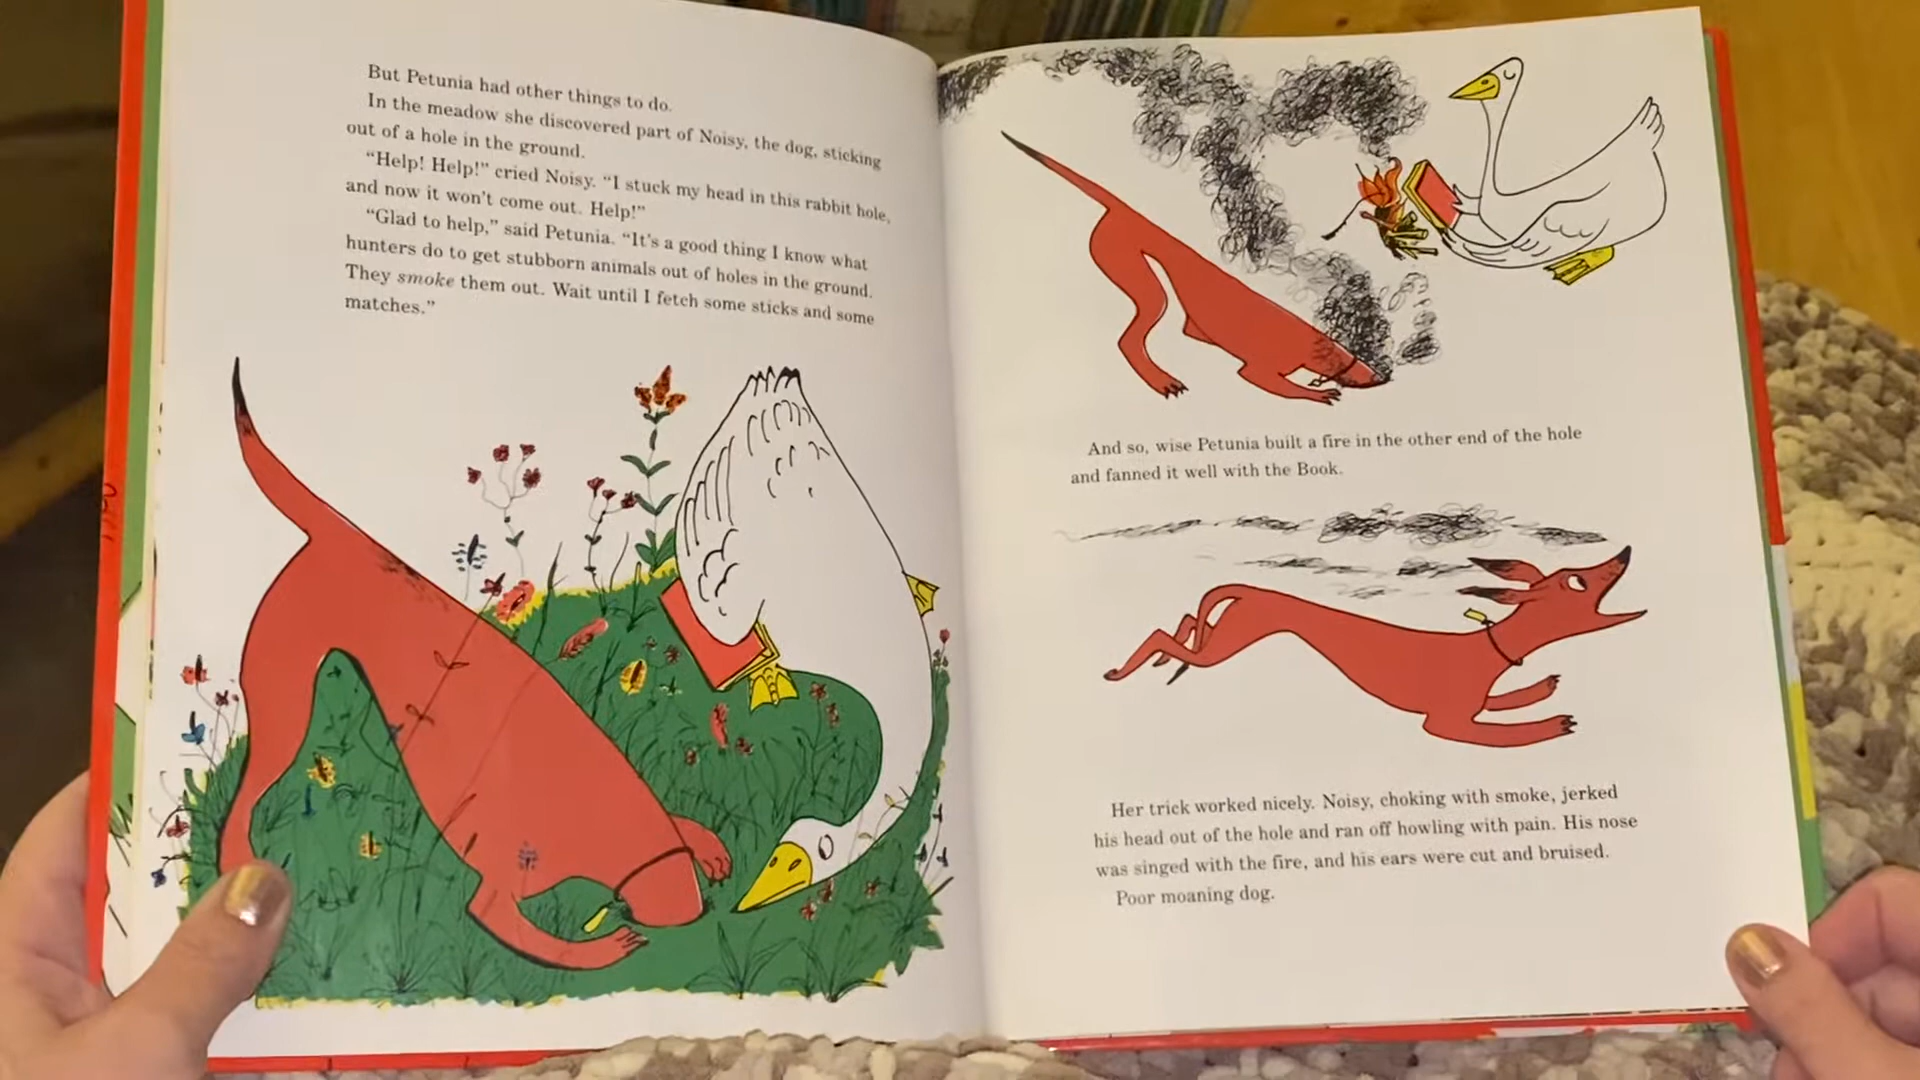 But Petunia had other things to do.
In the meadow she discovered part of Noisy, the dog, sticking
out of a hole in the ground.
“Help! Help!” cried Noisy. “I stuck my head in this rabbit hole,
and now it won’t come out. Help!”
“Glad to help,” said Petunia. “It’s a good thing I know what
hunters do to get stubborn animals out of holes in the ground.
They smoke them out. Wait until I fetch some sticks and some
matches.”
And so, wise Petunia built a fire in the other end of the hole
and fanned it well with the Book.
Her trick worked nicely. Noisy, choking with smoke, jerked
his head out of the hole and ran off howling with pain. His nose
was singed with the fire, and his ears were cut and bruised.
Poor moaning dog.